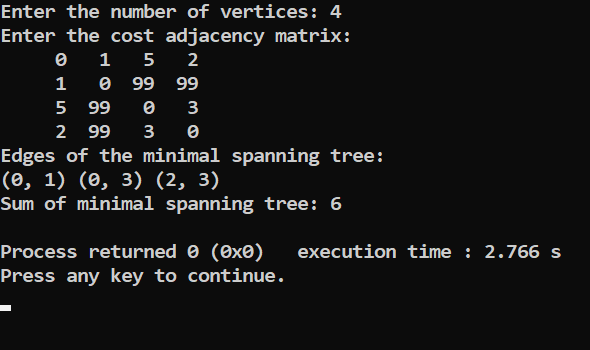 Enter the number of vertices: 4
Enter the cost adjacency matrix:
0 1 5 2
1 0 99 99
5 99 0 3
2 99 3 0
Edges of the minimal spanning tree:
(0, 1) (0, 3) (2, 3)
Sum of minimal spanning tree: 6
Process returned 0 (0x0) execution time : 2.766 s
Press any key to continue.